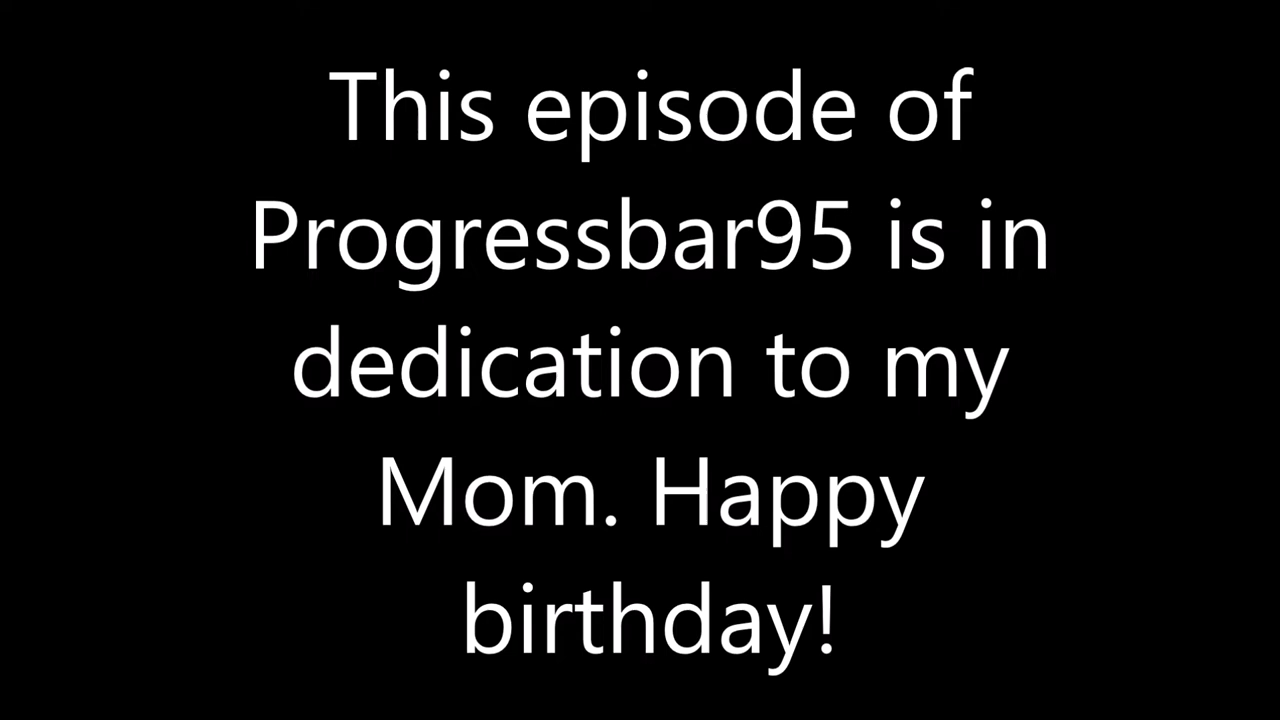 This episode of
Progressbar95 is in
dedication to my
Mom. Happy
birthday!